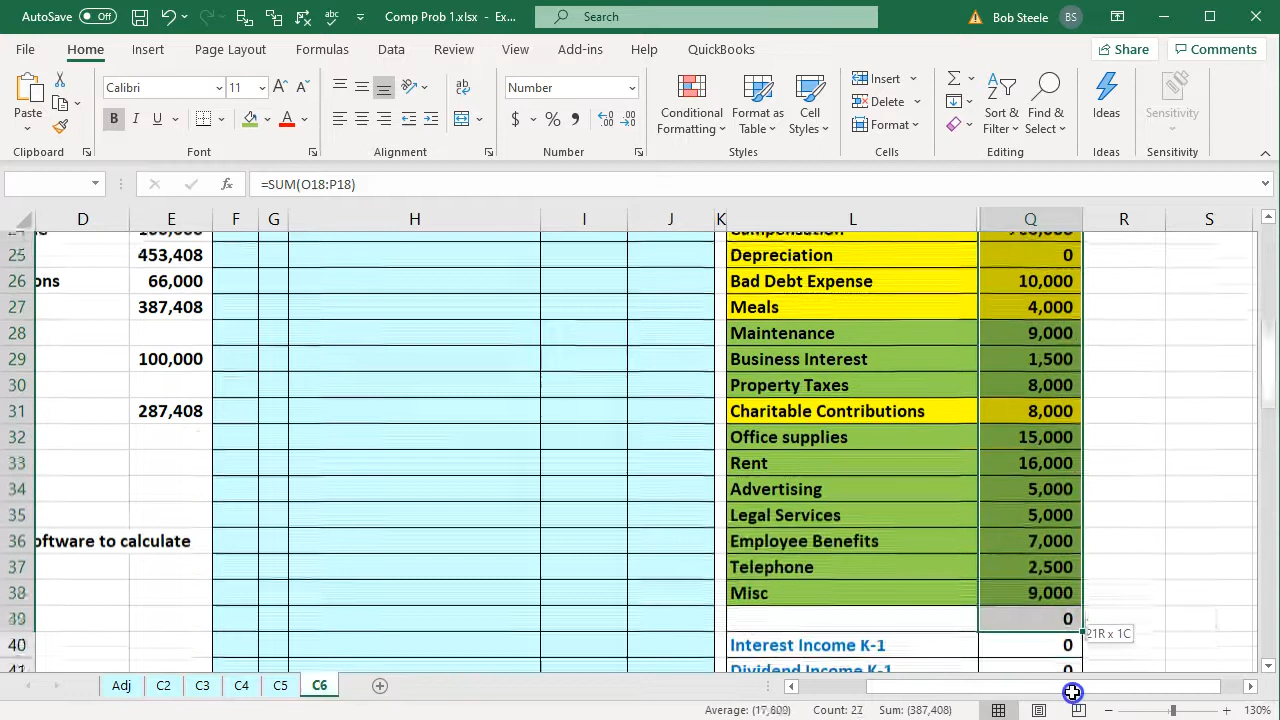 AutoSave Off Comp Prob 1.xlsx - Ex... Search Bob Steele BS
File Home Insert Page Layout Formulas Data Review View Add-ins Help QuickBooks Share Comments
Paste Calibri 11 Number Conditional Formatting Format as Table Cell Styles Insert Delete Format Sort & Filter Find & Select Ideas Sensitivity
Clipboard Font Alignment Number Styles Cells Editing Ideas Sensitivity
=SUM(O18:P18)
D E F G H I J K L Q R S
Compensation
25 453,408 Depreciation 0
26 ons 66,000 Bad Debt Expense 10,000
27 387,408 Meals 4,000
28 Maintenance 9,000
29 100,000 Business Interest 1,500
30 Property Taxes 8,000
31 287,408 Charitable Contributions 8,000
32 Office supplies 15,000
33 Rent 16,000
34 Advertising 5,000
35 Legal Services 5,000
36 oftware to calculate Employee Benefits 7,000
37 Telephone 2,500
38 Misc 9,000
39 0
21R x 1C
40 Interest Income K-1 0
41 Dividend Income K-1 0
Adj C2 C3 C4 C5 C6
Average: (17,609) Count: 27 Sum: (387,408) 130%